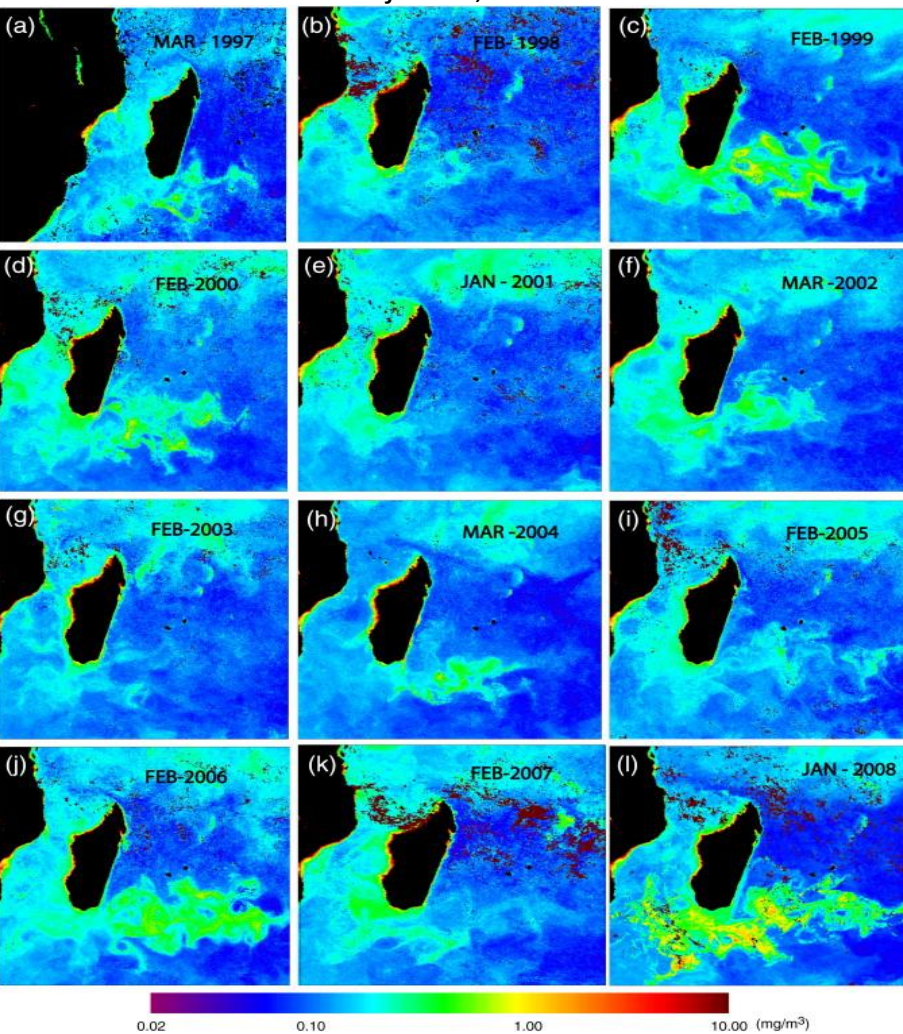 (a) MAR - 1997
(b) FEB- 1998
(c) FEB-1999
(d) FEB-2000
(e) JAN - 2001
(f) MAR -2002
(g) FEB-2003
(h) MAR -2004
(i) FEB-2005
(j) FEB-2006
(k) FEB-2007
(l) JAN - 2008
0.02 0.10 1.00 10.00 (mg/m³)